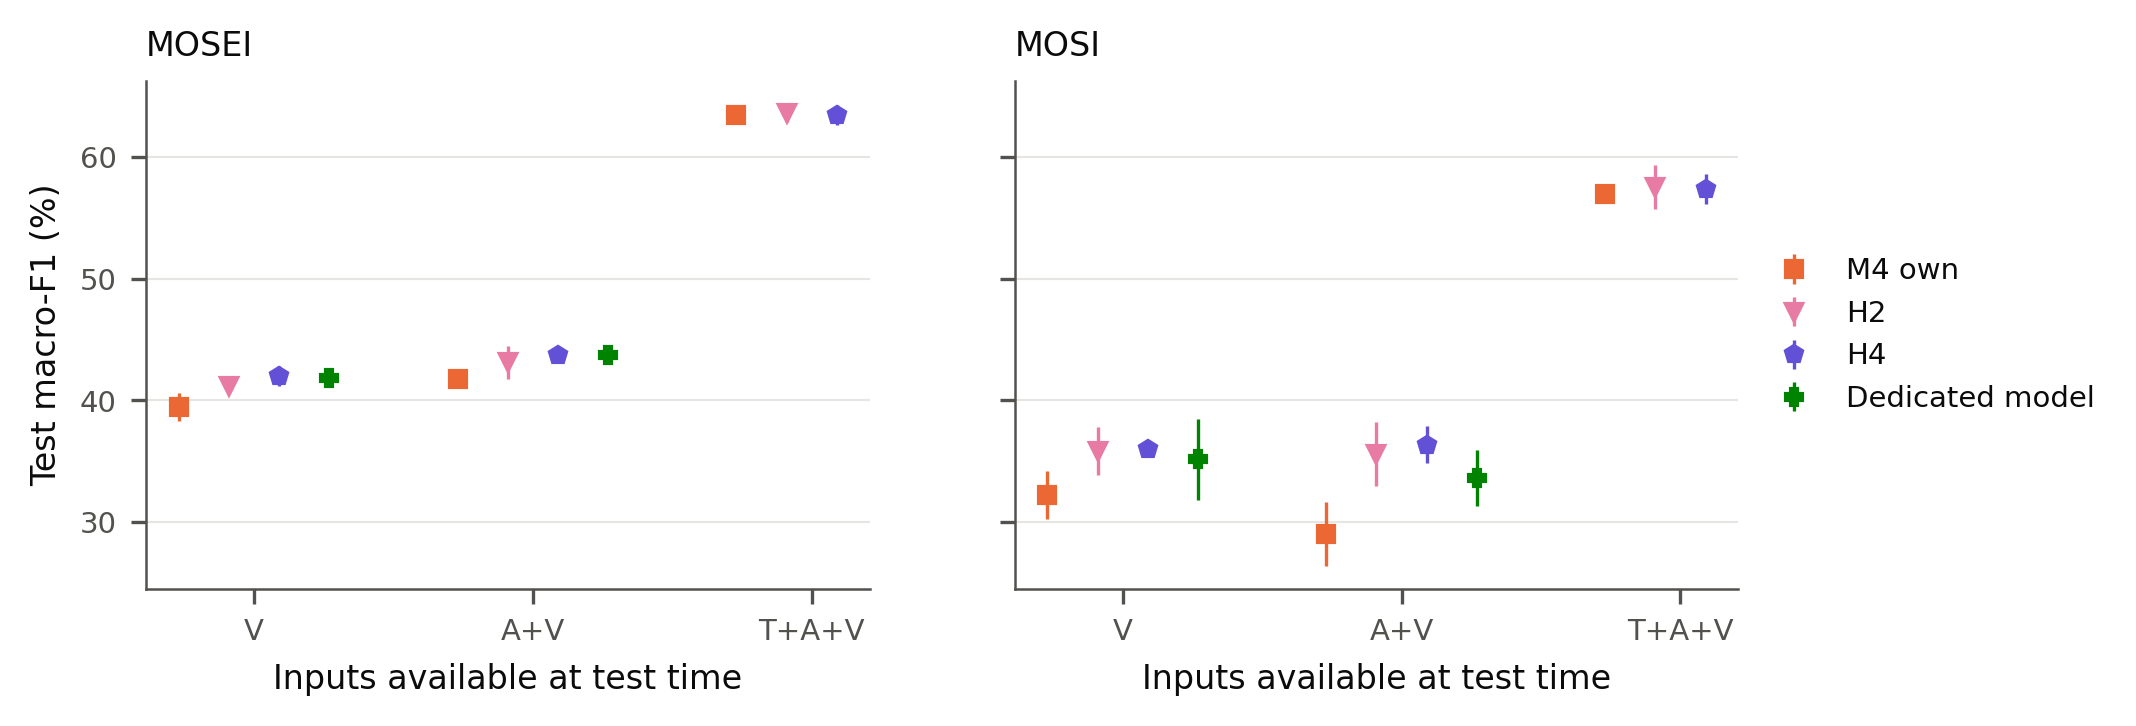 MOSEI
MOSI
Test macro-F1 (%)
60
50
40
30
V
A+V
T+A+V
V
A+V
T+A+V
Inputs available at test time
Inputs available at test time
M4 own
H2
H4
Dedicated model